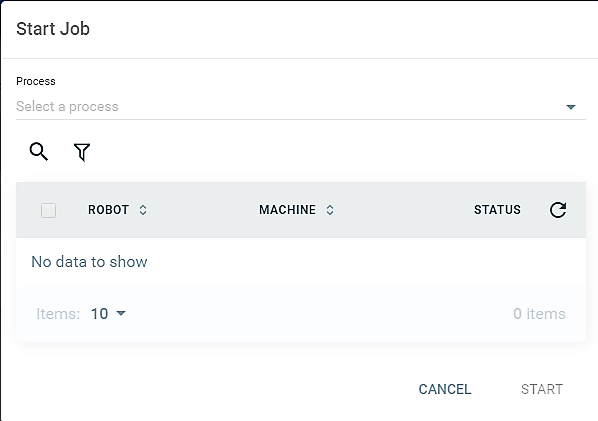 Start Job
Process
Select a process
ROBOT MACHINE STATUS
No data to show
Items: 10 0 items
CANCEL START